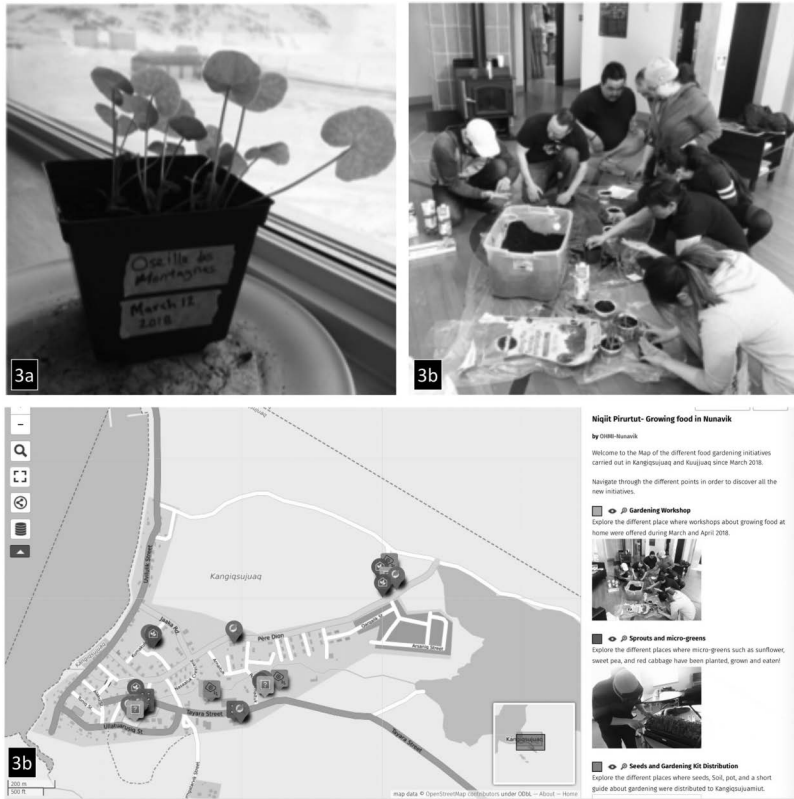 Oseille des
Montagnes
March 12
2018
3a
3b
Kangiqsujuaq
Jaaka Rd
Père Dion
Tayara Street
Tayara Street
200 m
500 ft
3b
map data © OpenStreetMap contributors under ODbL — About — Home
Niqiit Pirurtut- Growing food in Nunavik
by OHMI-Nunavik
Welcome to the Map of the different food gardening initiatives
carried out in Kangiqsujuaq and Kuujjuaq since March 2018.
Navigate through the different points in order to discover all the
new initiatives.
Gardening Workshop
Explore the different place where workshops about growing food at
home were offered during March and April 2018.
Sprouts and micro-greens
Explore the different places where micro-greens such as sunflower,
sweet pea, and red cabbage have been planted, grown and eaten!
Seeds and Gardening Kit Distribution
Explore the different places where seeds, Soil, pot, and a short
guide about gardening were distributed to Kangiqsujuamiut.